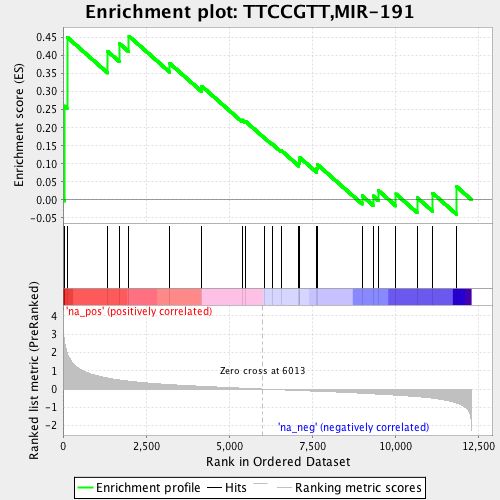 Enrichment plot: TTCCGTT,MIR-191
Enrichment score (ES)
0.45
0.40
0.35
0.30
0.25
0.20
0.15
0.10
0.05
0.00
-0.05
'na_pos' (positively correlated)
Ranked list metric (PreRanked)
4
3
2
1
0
-1
-2
Zero cross at 6013
'na_neg' (negatively correlated)
0 2,500 5,000 7,500 10,000 12,500
Rank in Ordered Dataset
Enrichment profile Hits Ranking metric scores